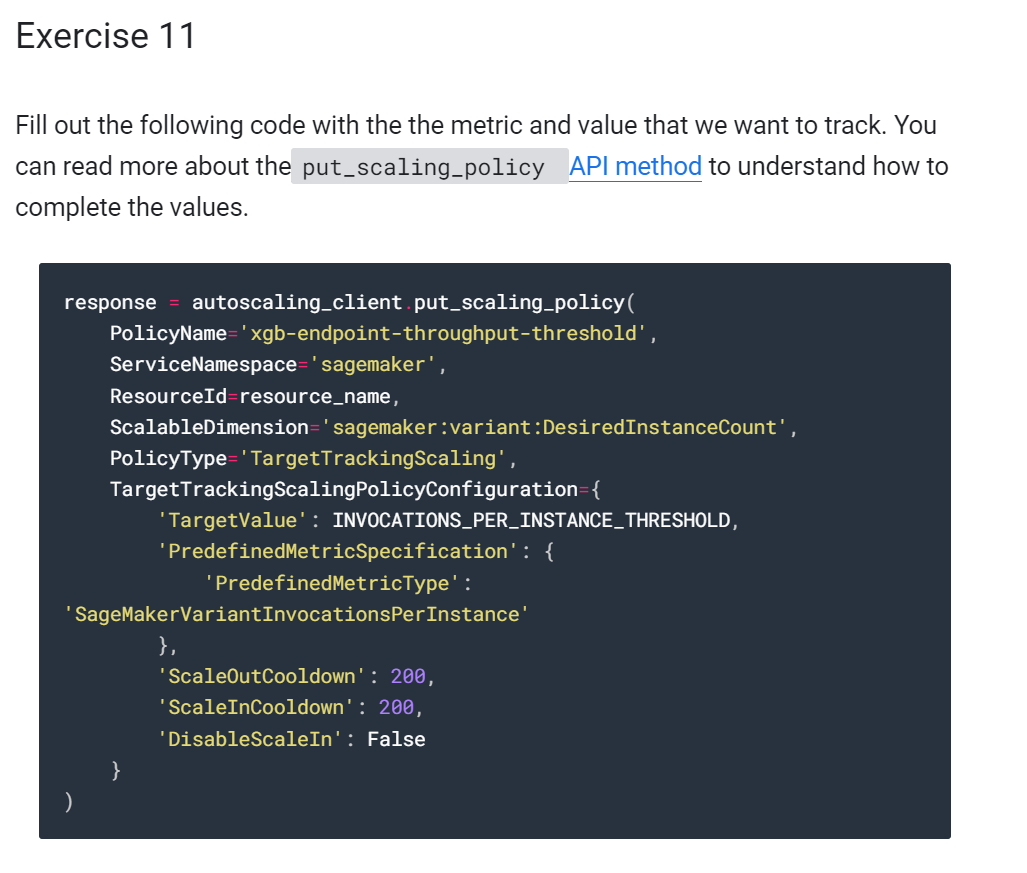 Exercise 11
Fill out the following code with the the metric and value that we want to track. You
can read more about the put_scaling_policy API method to understand how to
complete the values.
response = autoscaling_client.put_scaling_policy(
    PolicyName='xgb-endpoint-throughput-threshold',
    ServiceNamespace='sagemaker',
    ResourceId=resource_name,
    ScalableDimension='sagemaker:variant:DesiredInstanceCount',
    PolicyType='TargetTrackingScaling',
    TargetTrackingScalingPolicyConfiguration={
        'TargetValue': INVOCATIONS_PER_INSTANCE_THRESHOLD,
        'PredefinedMetricSpecification': {
            'PredefinedMetricType':
'SageMakerVariantInvocationsPerInstance'
        },
        'ScaleOutCooldown': 200,
        'ScaleInCooldown': 200,
        'DisableScaleIn': False
    }
)